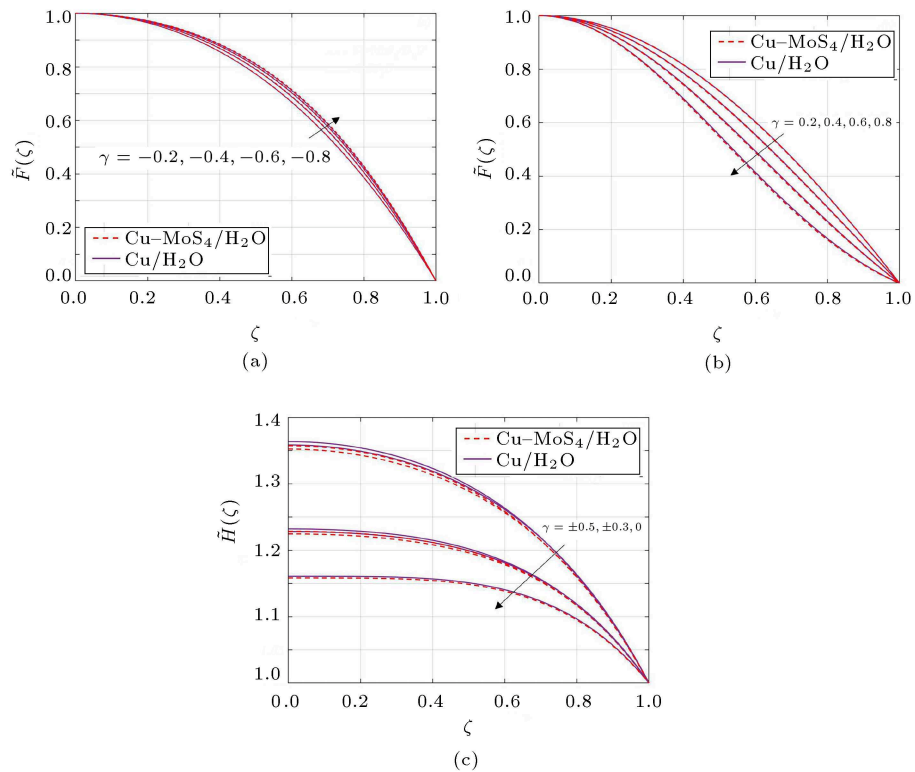 1.0
0.8
0.6
0.4
0.2
0.0
F̃(ζ)
γ = −0.2, −0.4, −0.6, −0.8
Cu–MoS₄/H₂O
Cu/H₂O
0.0 0.2 0.4 0.6 0.8 1.0
ζ
(a)
1.0
0.8
0.6
0.4
0.2
0.0
F̃(ζ)
Cu–MoS₄/H₂O
Cu/H₂O
γ = 0.2, 0.4, 0.6, 0.8
0.0 0.2 0.4 0.6 0.8 1.0
ζ
(b)
1.4
1.3
1.2
1.1
1.0
H̃(ζ)
Cu–MoS₄/H₂O
Cu/H₂O
γ = ±0.5, ±0.3, 0
0.0 0.2 0.4 0.6 0.8 1.0
ζ
(c)